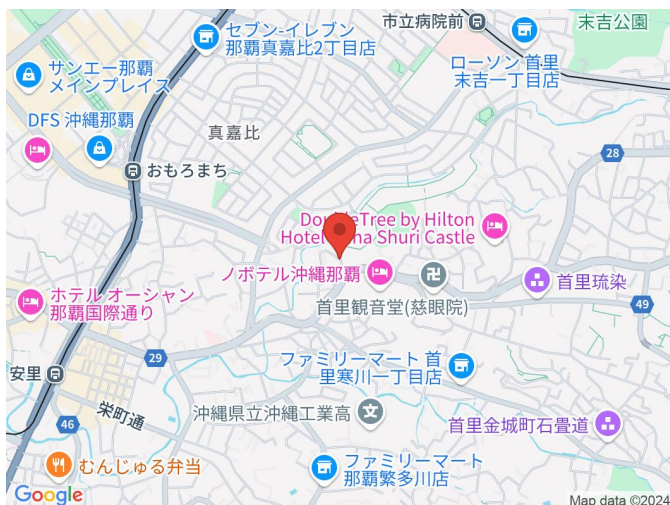 セブン-イレブン
那覇真嘉比2丁目店
市立病院前
末吉公園
ローソン 首里
末吉一丁目店
サンエー那覇
メインプレイス
DFS 沖縄那覇
真嘉比
おもろまち
28
DoubleTree by Hilton
Hotel Naha Shuri Castle
ノボテル沖縄那覇
首里観音堂(慈眼院)
首里琉染
49
ホテル オーシャン
那覇国際通り
29
安里
ファミリーマート 首
里寒川一丁目店
栄町通
46
沖縄県立沖縄工業高
首里金城町石畳道
むんじゅる弁当
ファミリーマート
那覇繁多川店
Google
Map data ©2024